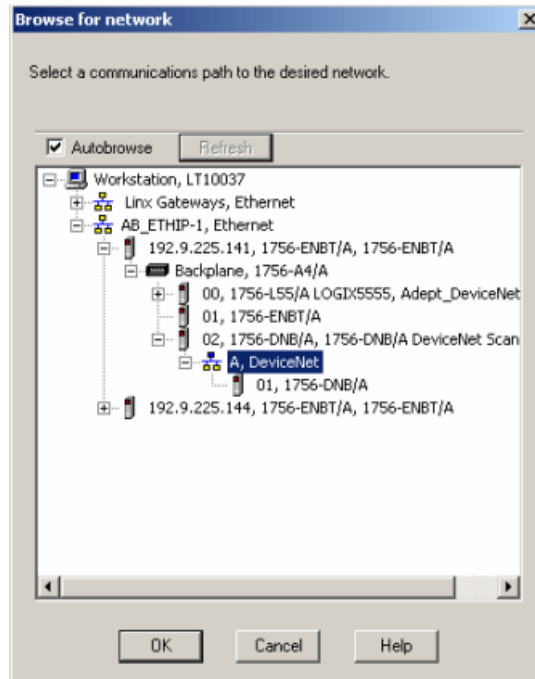 Browse for network
Select a communications path to the desired network.
Autobrowse
Refresh
Workstation, LT10037
Linx Gateways, Ethernet
AB_ETHIP-1, Ethernet
192.9.225.141, 1756-ENBT/A, 1756-ENBT/A
Backplane, 1756-A4/A
00, 1756-L55/A LOGIX5555, Adept_DeviceNet
01, 1756-ENBT/A
02, 1756-DNB/A, 1756-DNB/A DeviceNet Scan
A, DeviceNet
01, 1756-DNB/A
192.9.225.144, 1756-ENBT/A, 1756-ENBT/A
OK
Cancel
Help